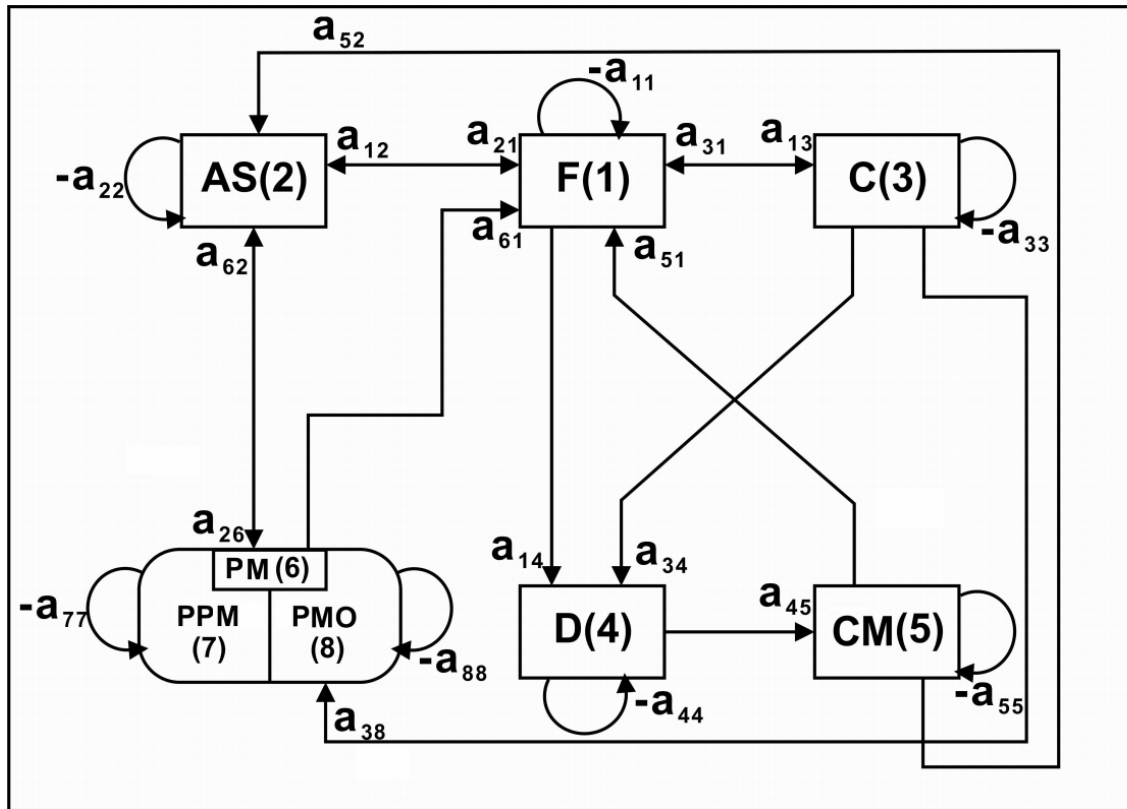 a52
-a11
a12 a21 a31 a13
AS(2) F(1) C(3)
-a22
a61 a51 -a33
a62
a26
PM(6) a14 a34
a45
-a77 PPM PMO D(4) CM(5)
(7) (8)
-a88
-a44 -a55
a38